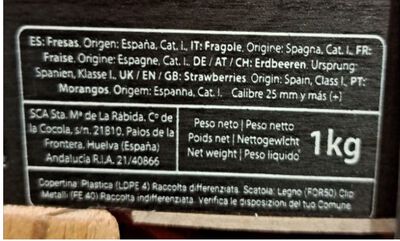 ES: Fresas. Origen: España, Cat. I., IT: Fragole, Origine: Spagna, Cat. I., FR:
Fraise, Origine: Espagne, Cat. I., DE / AT / CH: Erdbeeren, Ursprung:
Spanien, Klasse I., UK / EN / GB: Strawberries. Origin: Spain, Class I., PT:
Morangos. Origem: Espanha, Cat. I. Calibre 25 mm y más (+)
SCA Sta. Mª de La Rábida. Cº de
la Cocola, s/n. 21810. Palos de la
Frontera. Huelva (España)
Andalucía R.I.A. 21/40866
Peso neto | Peso netto
Poids net | Nettogewicht
Net weight | Peso líquido
1kg
Copertina: Plastica (LDPE 4) Raccolta differenziata. Scatola: Legno (FOR50) Clip
Metalli (FE 40) Raccolta indifferenziata. Verifica le disposizioni del tuo Comune